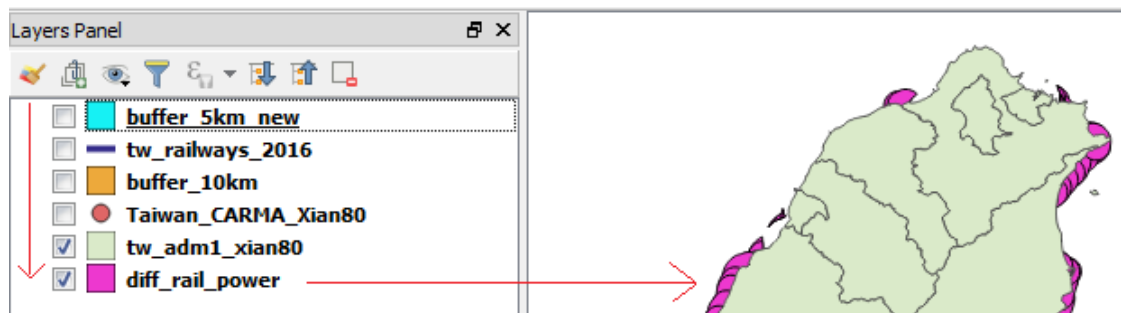 Layers Panel
buffer_5km_new
tw_railways_2016
buffer_10km
Taiwan_CARMA_Xian80
tw_adm1_xian80
diff_rail_power